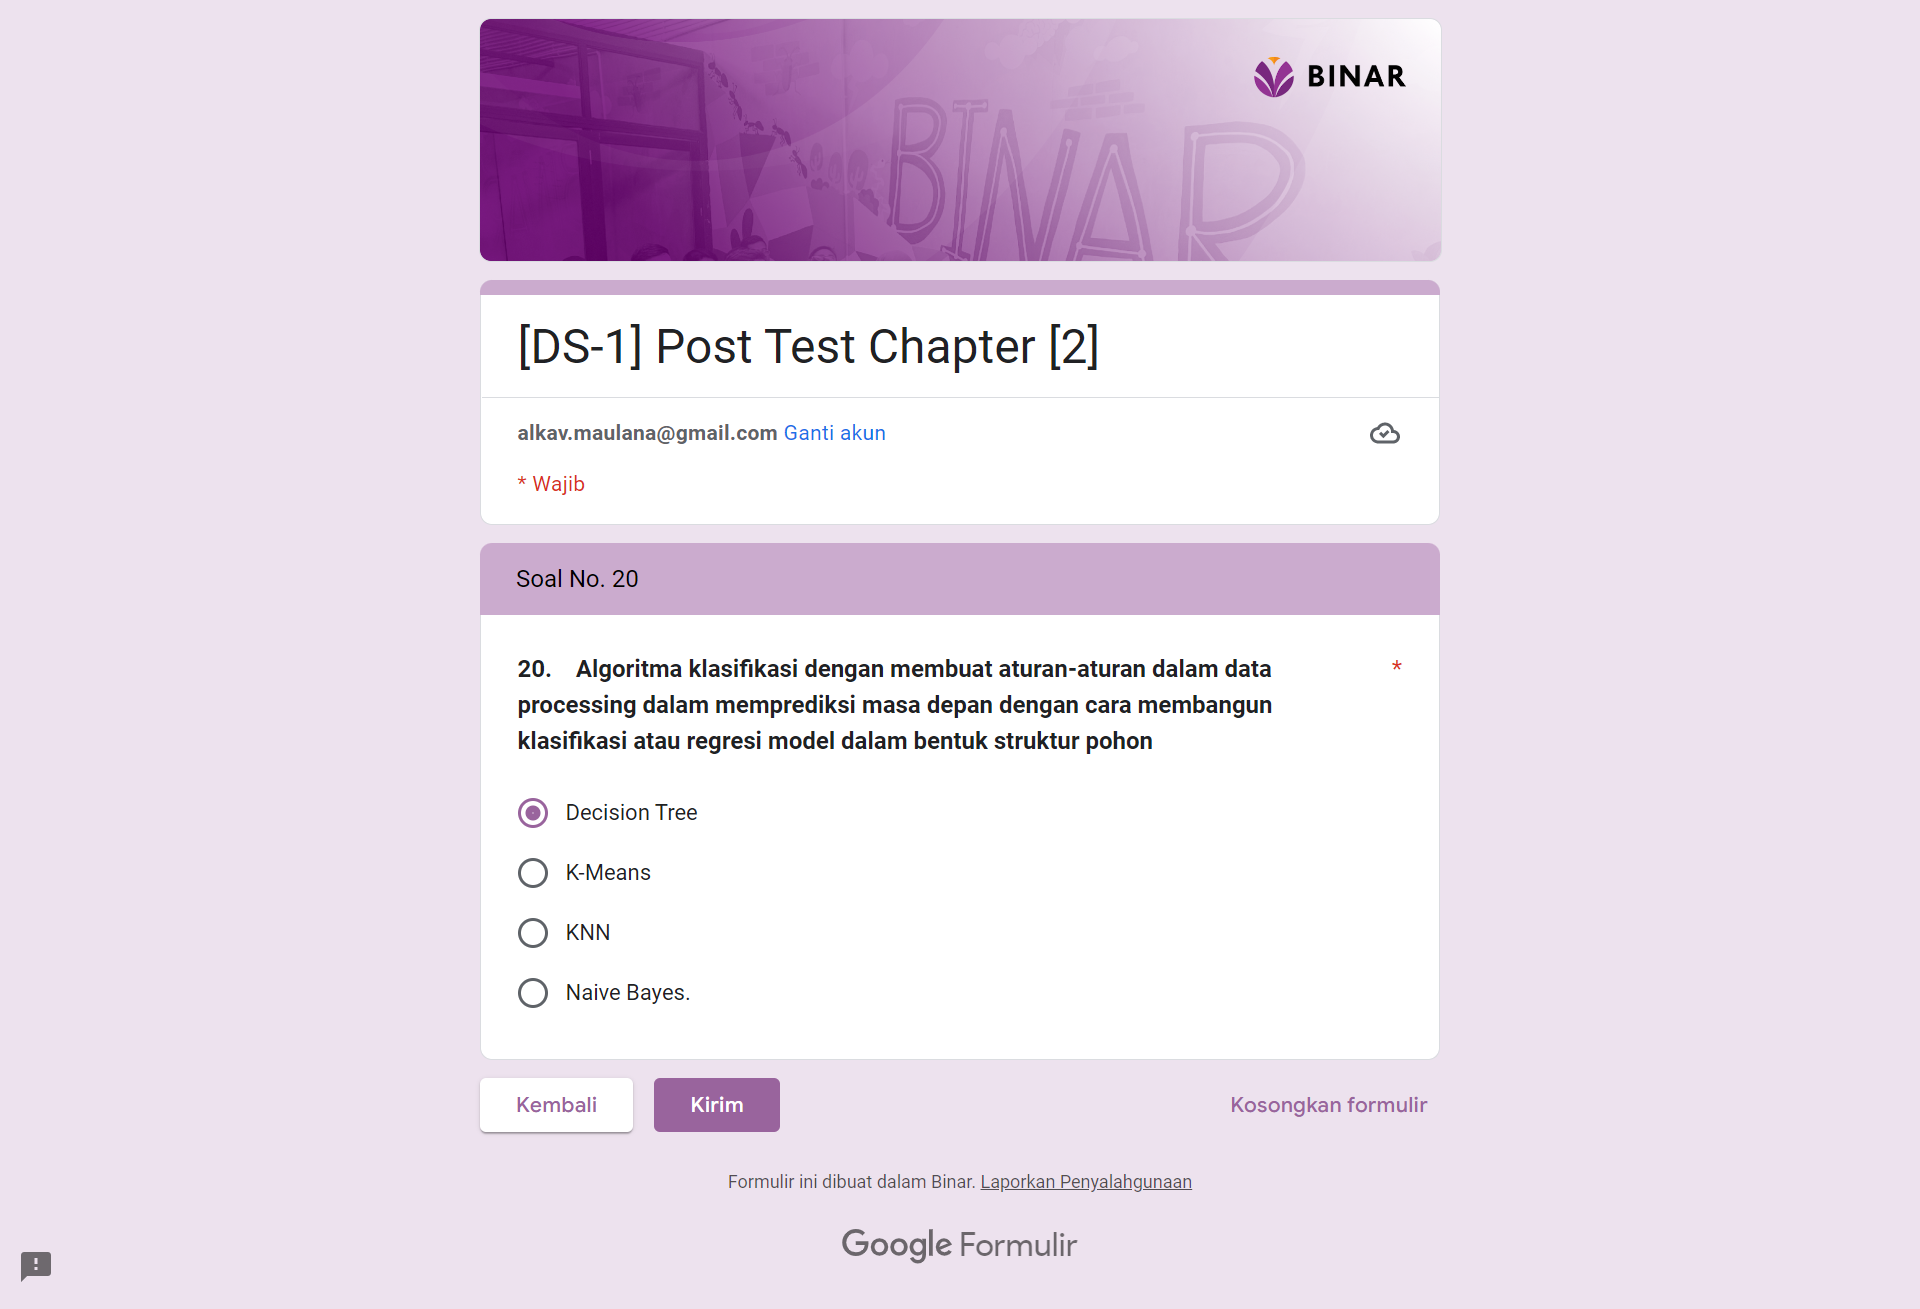 BINAR
BINAR
[DS-1] Post Test Chapter [2]
alkav.maulana@gmail.com Ganti akun
* Wajib
Soal No. 20
20. Algoritma klasifikasi dengan membuat aturan-aturan dalam data *
processing dalam memprediksi masa depan dengan cara membangun
klasifikasi atau regresi model dalam bentuk struktur pohon
Decision Tree
K-Means
KNN
Naive Bayes.
Kembali
Kirim
Kosongkan formulir
Formulir ini dibuat dalam Binar. Laporkan Penyalahgunaan
Google Formulir